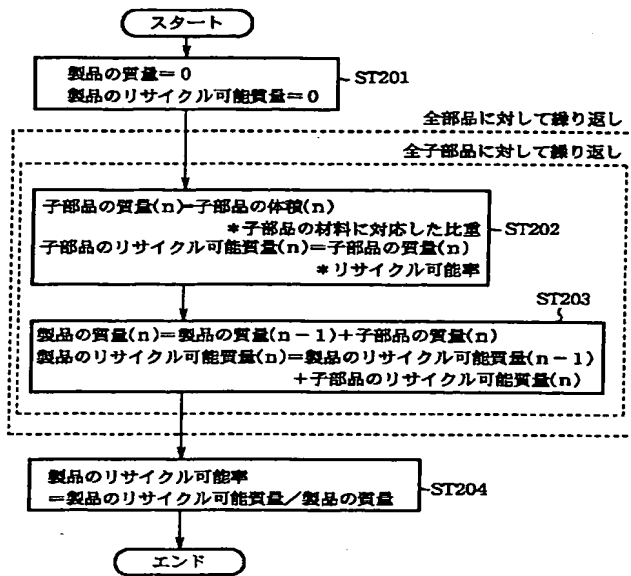 スタート
製品の質量=0
製品のリサイクル可能質量=0
ST201
全部品に対して繰り返し
全子部品に対して繰り返し
子部品の質量(n)=子部品の体積(n)
*子部品の材料に対応した比重
子部品のリサイクル可能質量(n)=子部品の質量(n)
*リサイクル可能率
ST202
ST203
製品の質量(n)=製品の質量(n-1)+子部品の質量(n)
製品のリサイクル可能質量(n)=製品のリサイクル可能質量(n-1)
+子部品のリサイクル可能質量(n)
製品のリサイクル可能率
=製品のリサイクル可能質量/製品の質量
ST204
エンド